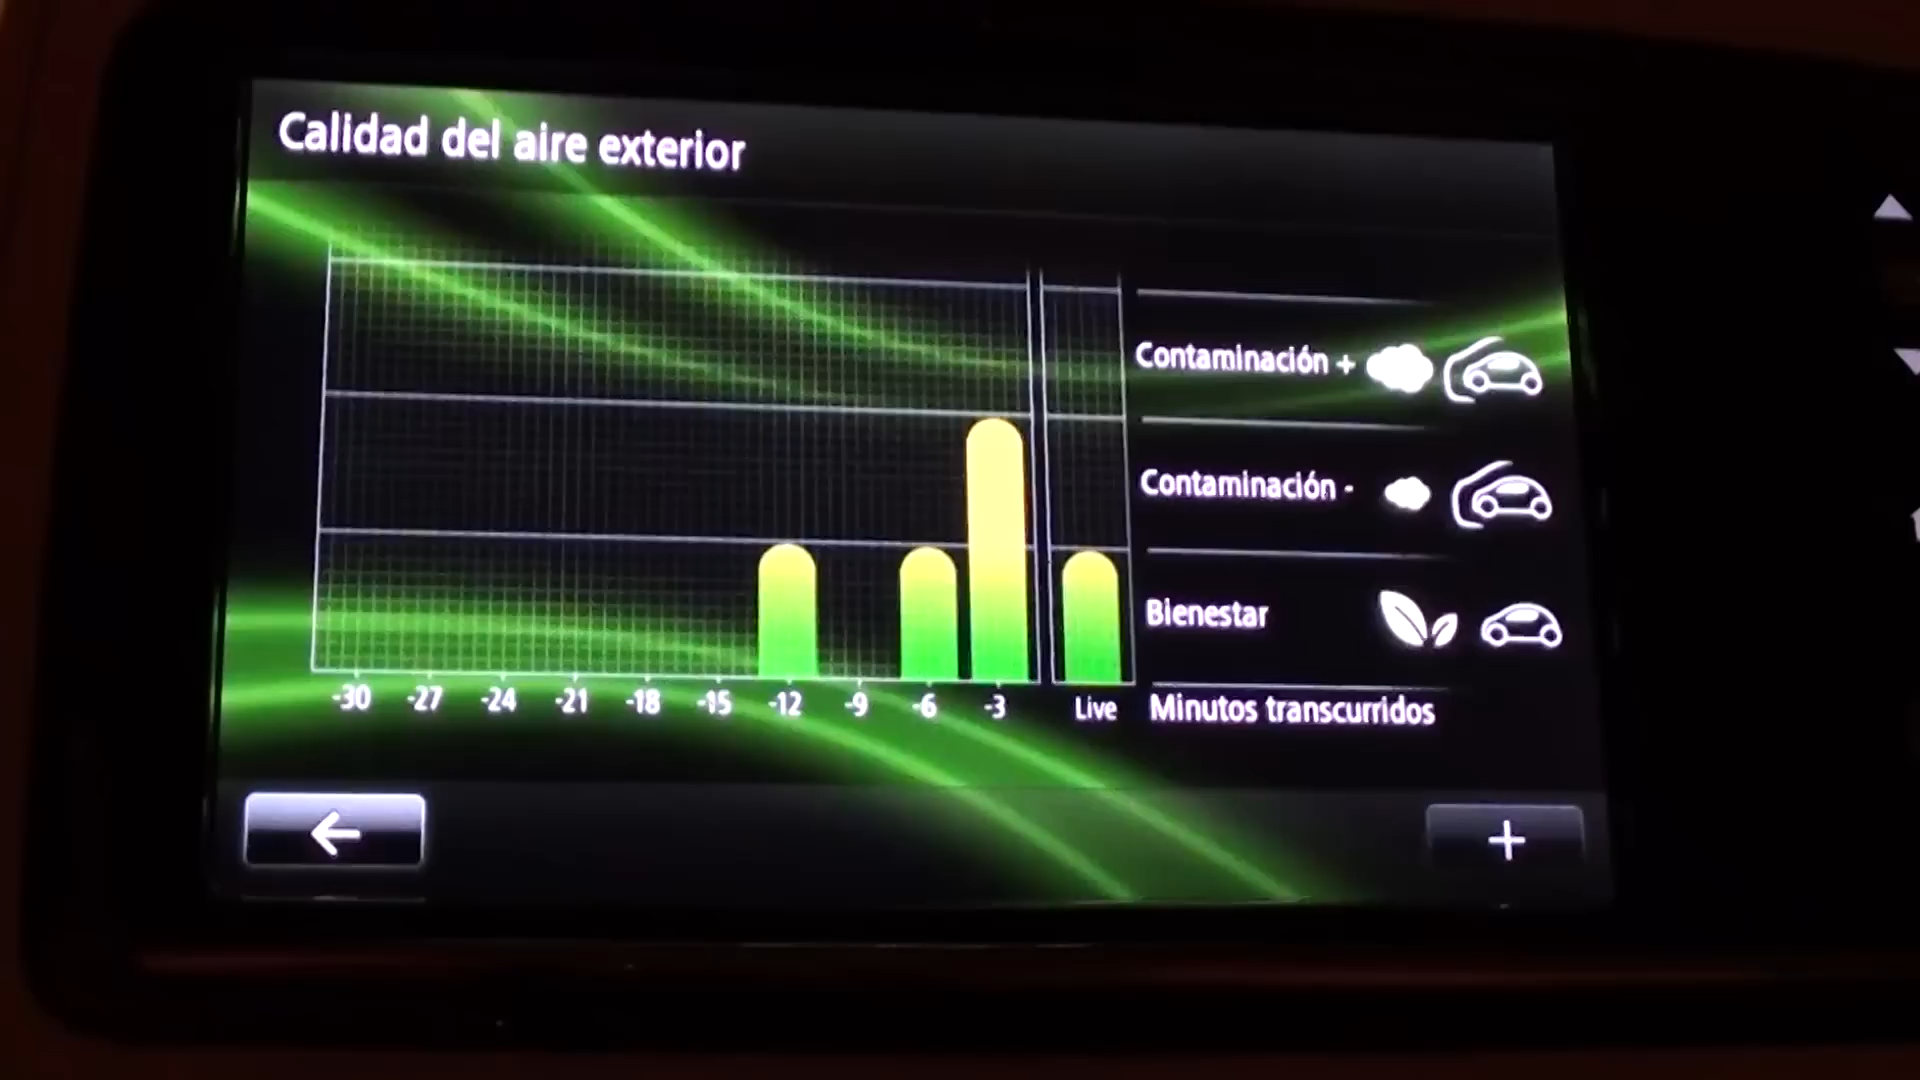 Calidad del aire exterior
Contaminación +
Contaminación -
Bienestar
-30 -27 -24 -21 -18 -15 -12 -9 -6 -3 Live Minutos transcurridos